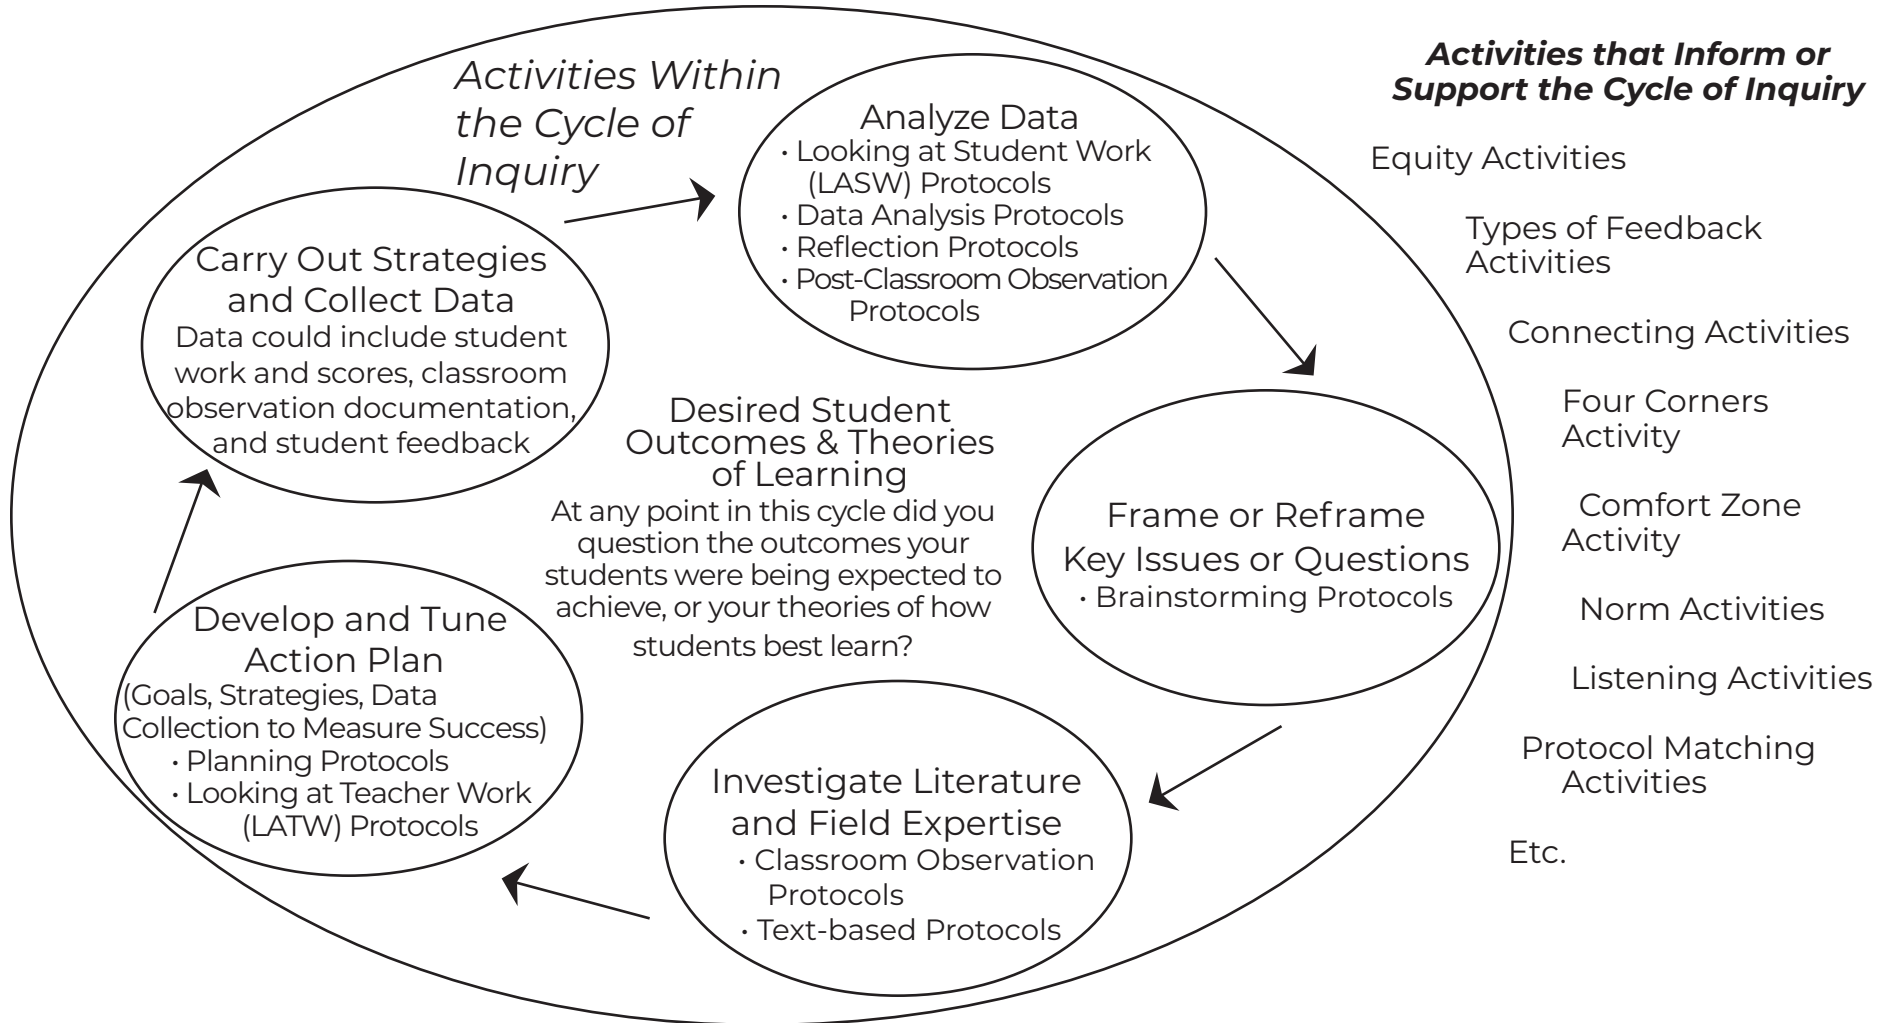 Activities Within
the Cycle of
Inquiry
Analyze Data
• Looking at Student Work
(LASW) Protocols
• Data Analysis Protocols
• Reflection Protocols
• Post-Classroom Observation
Protocols
Frame or Reframe
Key Issues or Questions
• Brainstorming Protocols
Investigate Literature
and Field Expertise
• Classroom Observation
Protocols
• Text-based Protocols
Develop and Tune
Action Plan
(Goals, Strategies, Data
Collection to Measure Success)
• Planning Protocols
• Looking at Teacher Work
(LATW) Protocols
Carry Out Strategies
and Collect Data
Data could include student
work and scores, classroom
observation documentation,
and student feedback
Desired Student
Outcomes & Theories
of Learning
At any point in this cycle did you
question the outcomes your
students were being expected to
achieve, or your theories of how
students best learn?
Activities that Inform or
Support the Cycle of Inquiry
Equity Activities
Types of Feedback
Activities
Connecting Activities
Four Corners
Activity
Comfort Zone
Activity
Norm Activities
Listening Activities
Protocol Matching
Activities
Etc.